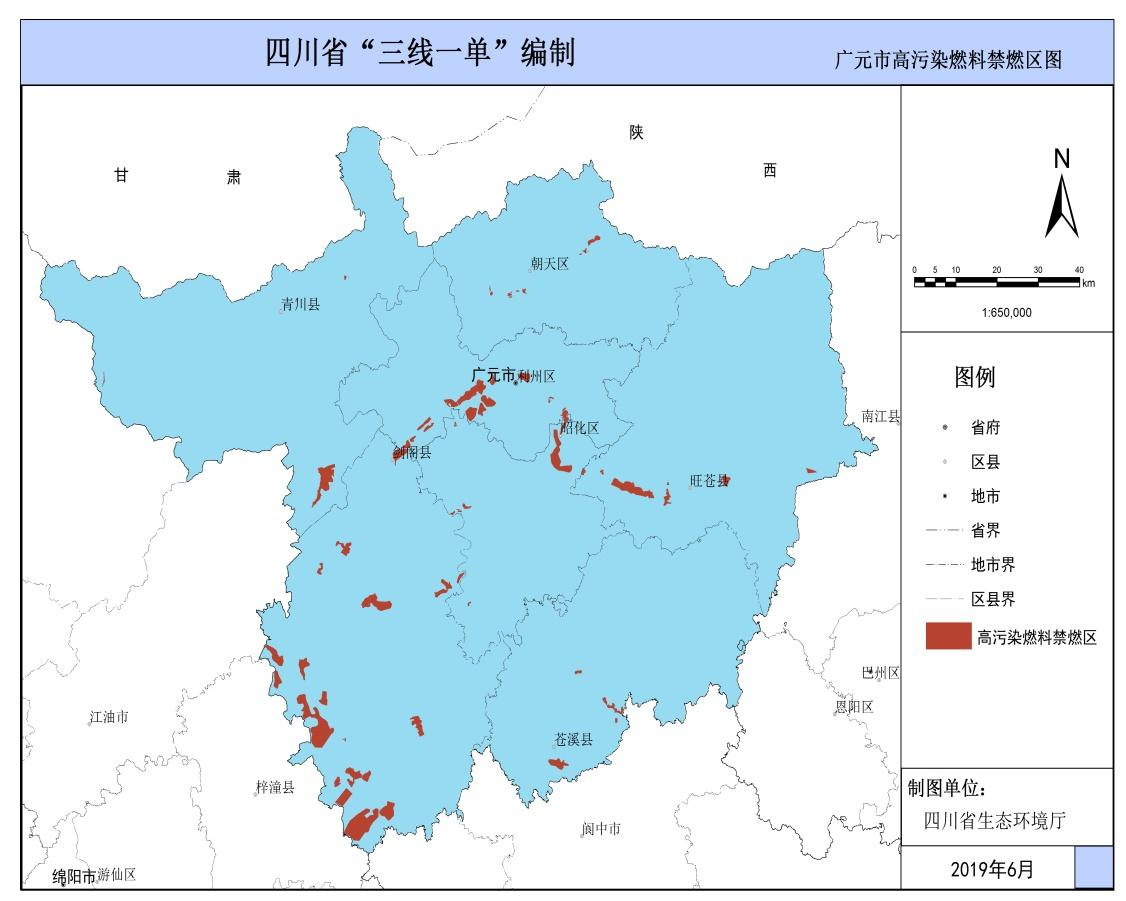 四川省“三线一单”编制
广元市高污染燃料禁燃区图
陕
西
甘
肃
N
朝天区
0 5 10 20 30 40
km
青川县
1:650,000
广元市
利州区
图例
南江县
昭化区
省府
剑阁县
区县
旺苍县
地市
省界
地市界
区县界
高污染燃料禁燃区
巴州区
恩阳区
江油市
苍溪县
梓潼县
制图单位：
四川省生态环境厅
阆中市
绵阳市
游仙区
2019年6月